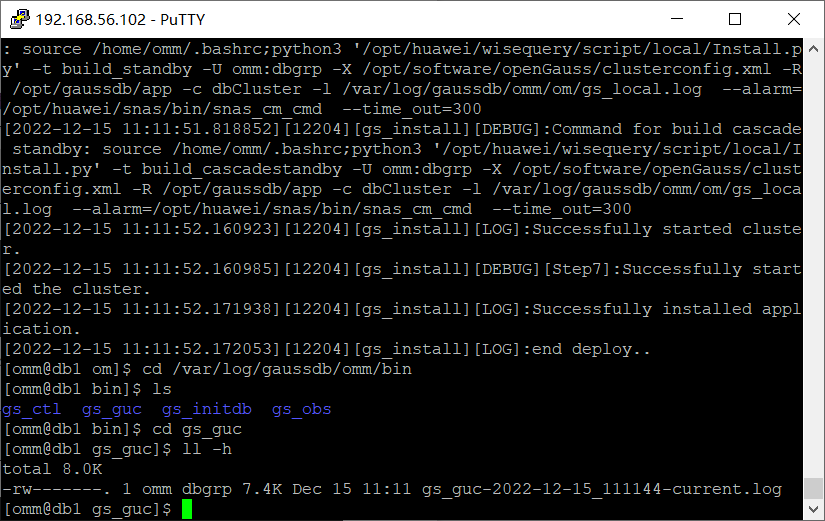 192.168.56.102 - PuTTY
: source /home/omm/.bashrc;python3 '/opt/huawei/wisequery/script/local/Install.p
y' -t build_standby -U omm:dbgrp -X /opt/software/openGauss/clusterconfig.xml -R
 /opt/gaussdb/app -c dbCluster -l /var/log/gaussdb/omm/om/gs_local.log  --alarm=
/opt/huawei/snas/bin/snas_cm_cmd  --time_out=300
[2022-12-15 11:11:51.818852][12204][gs_install][DEBUG]:Command for build cascade
 standby: source /home/omm/.bashrc;python3 '/opt/huawei/wisequery/script/local/I
nstall.py' -t build_cascadestandby -U omm:dbgrp -X /opt/software/openGauss/clust
erconfig.xml -R /opt/gaussdb/app -c dbCluster -l /var/log/gaussdb/omm/om/gs_loca
l.log  --alarm=/opt/huawei/snas/bin/snas_cm_cmd  --time_out=300
[2022-12-15 11:11:52.160923][12204][gs_install][LOG]:Successfully started cluste
r.
[2022-12-15 11:11:52.160985][12204][gs_install][DEBUG][Step7]:Successfully start
ed the cluster.
[2022-12-15 11:11:52.171938][12204][gs_install][LOG]:Successfully installed appl
ication.
[2022-12-15 11:11:52.172053][12204][gs_install][LOG]:end deploy..
[omm@db1 om]$ cd /var/log/gaussdb/omm/bin
[omm@db1 bin]$ ls
gs_ctl  gs_guc  gs_initdb  gs_obs
[omm@db1 bin]$ cd gs_guc
[omm@db1 gs_guc]$ ll -h
total 8.0K
-rw-------. 1 omm dbgrp 7.4K Dec 15 11:11 gs_guc-2022-12-15_111144-current.log
[omm@db1 gs_guc]$